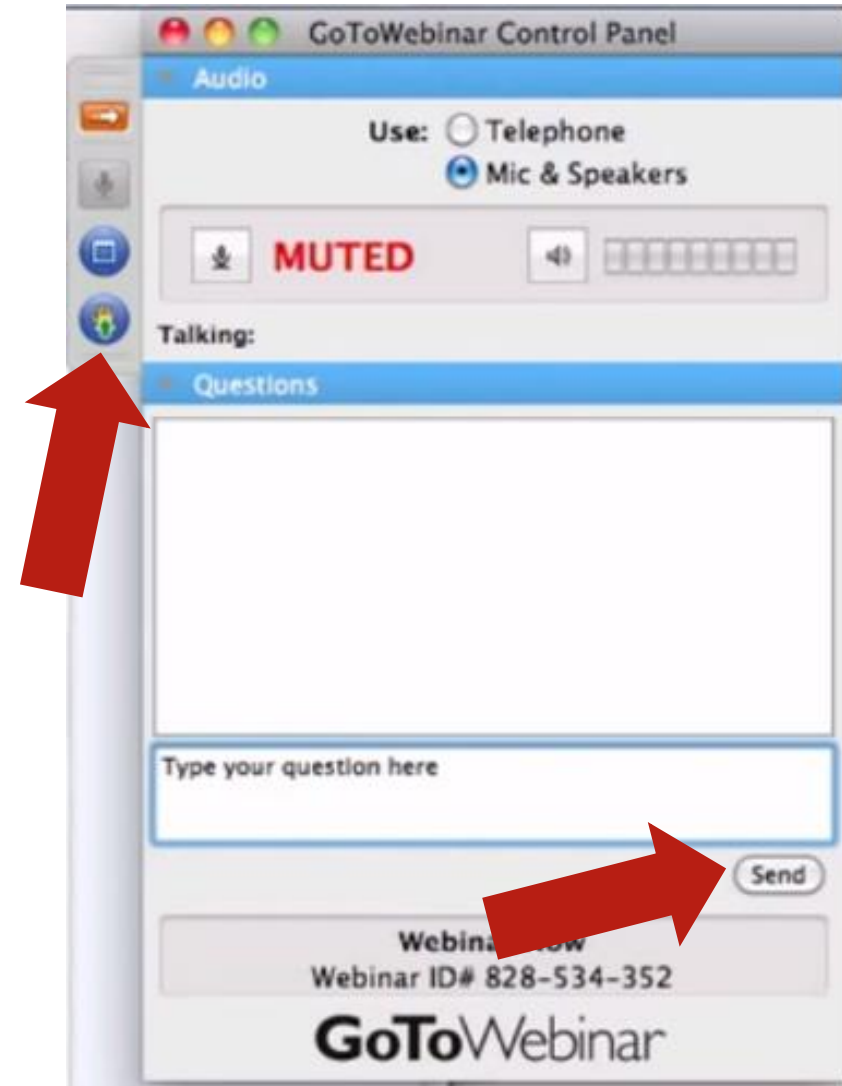 GoToWebinar Control Panel
Audio
Use: Telephone
Mic & Speakers
MUTED
Talking:
Questions
Type your question here
Send
Webinar ID# 828-534-352
GoToWebinar